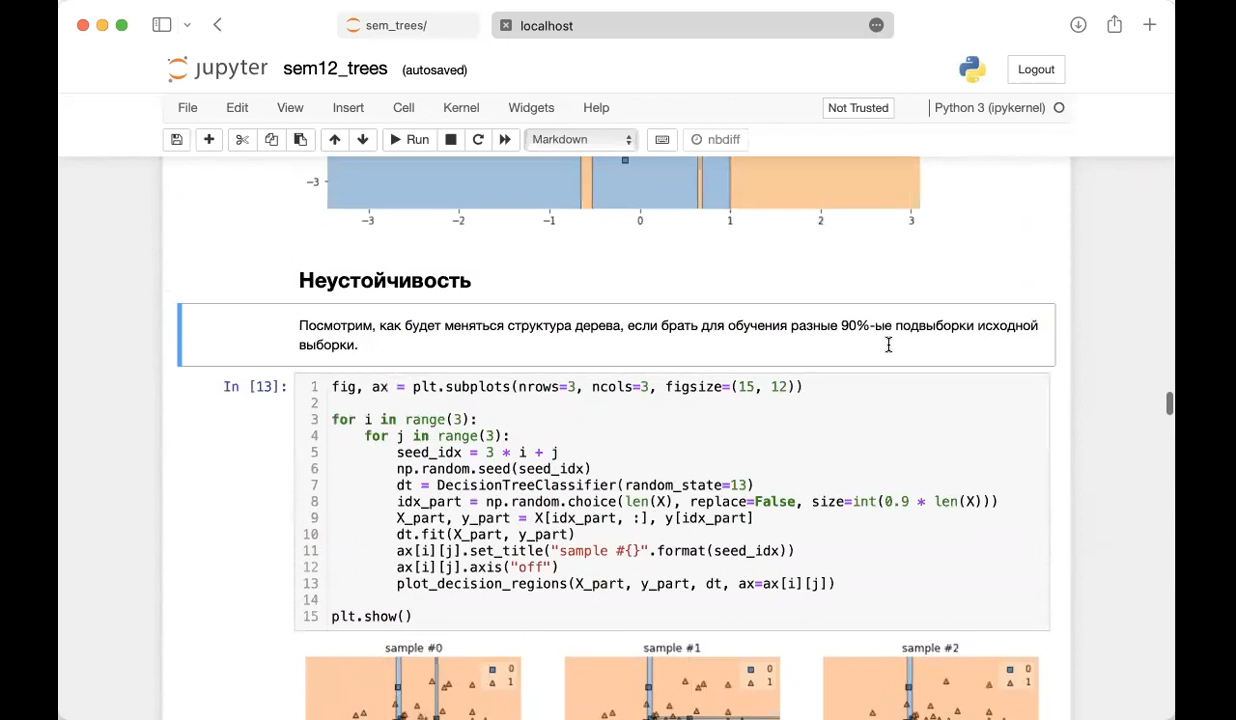 sem_trees/
localhost
jupyter sem12_trees (autosaved)
Logout
File Edit View Insert Cell Kernel Widgets Help
Not Trusted
Python 3 (ipykernel)
Run
Markdown
nbdiff
−3
−3 −2 −1 0 1 2 3
Неустойчивость
Посмотрим, как будет меняться структура дерева, если брать для обучения разные 90%-ые подвыборки исходной
выборки.
In [13]:
1 fig, ax = plt.subplots(nrows=3, ncols=3, figsize=(15, 12))
2
3 for i in range(3):
4     for j in range(3):
5         seed_idx = 3 * i + j
6         np.random.seed(seed_idx)
7         dt = DecisionTreeClassifier(random_state=13)
8         idx_part = np.random.choice(len(X), replace=False, size=int(0.9 * len(X)))
9         X_part, y_part = X[idx_part, :], y[idx_part]
10         dt.fit(X_part, y_part)
11         ax[i][j].set_title("sample #{}".format(seed_idx))
12         ax[i][j].axis("off")
13         plot_decision_regions(X_part, y_part, dt, ax=ax[i][j])
14
15 plt.show()
sample #0 sample #1 sample #2
0 0 0
1 1 1